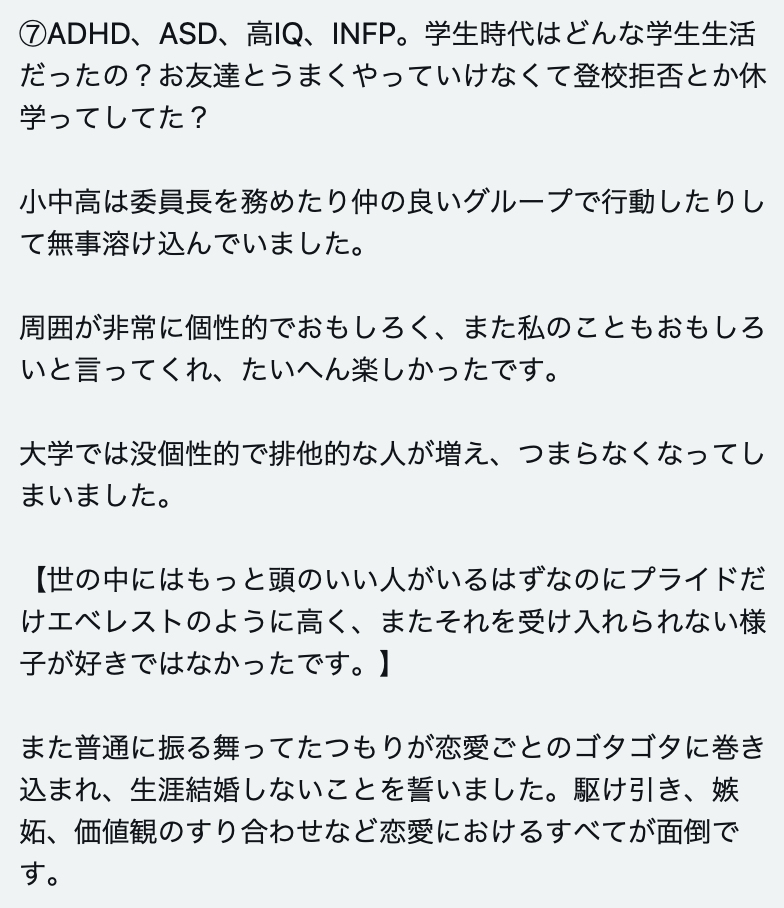 ⑦ADHD、ASD、高IQ、INFP。学生時代はどんな学生生活
だったの？お友達とうまくやっていけなくて登校拒否とか休
学ってしてた？
小中高は委員長を務めたり仲の良いグループで行動したりし
て無事溶け込んでいました。
周囲が非常に個性的でおもしろく、また私のこともおもしろ
いと言ってくれ、たいへん楽しかったです。
大学では没個性的で排他的な人が増え、つまらなくなってし
まいました。
【世の中にはもっと頭のいい人がいるはずなのにプライドだ
けエベレストのように高く、またそれを受け入れられない様
子が好きではなかったです。】
また普通に振る舞ってたつもりが恋愛ごとのゴタゴタに巻き
込まれ、生涯結婚しないことを誓いました。駆け引き、嫉
妬、価値観のすり合わせなど恋愛におけるすべてが面倒で
す。